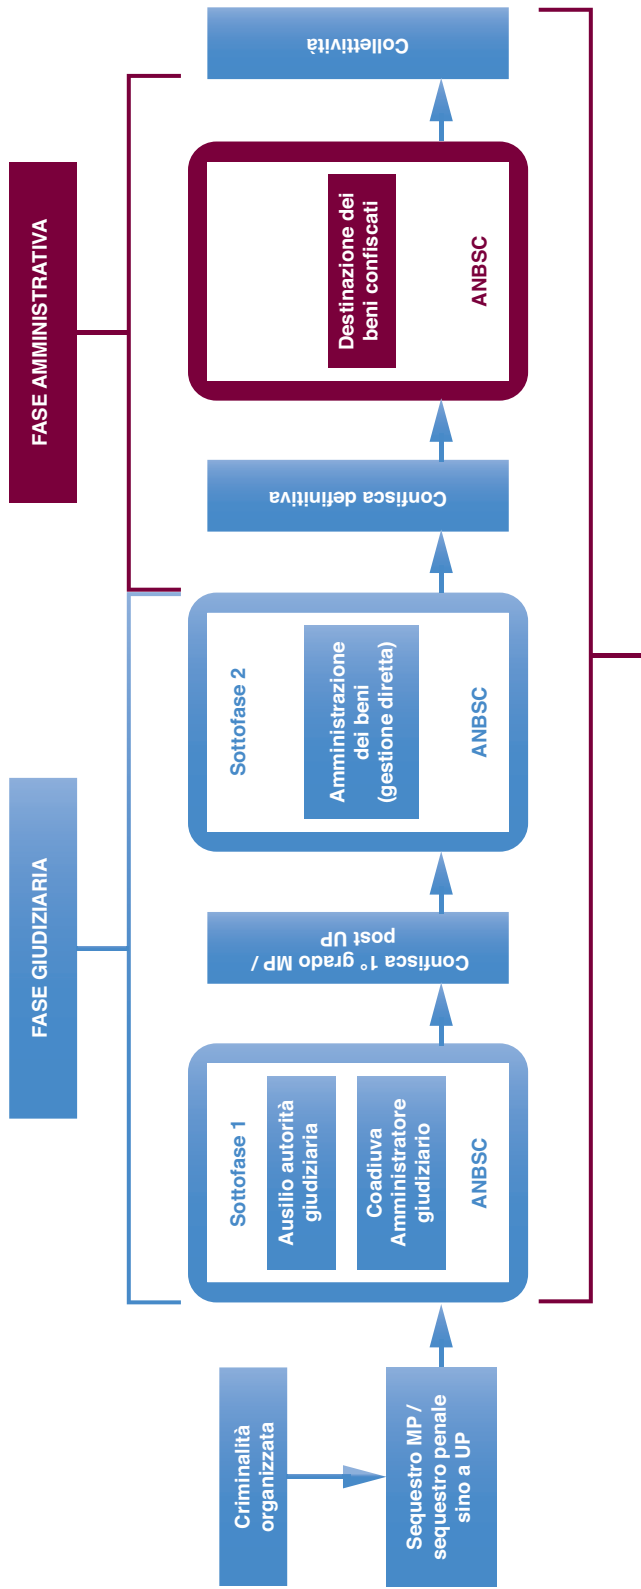 FASE GIUDIZIARIA
FASE AMMINISTRATIVA
Criminalità
organizzata
Sequestro MP /
sequestro penale
sino a UP
Sottofase 1
Ausilio autorità
giudiziaria
Coadiuva
Amministratore
giudiziario
ANBSC
Confisca 1° grado MP /
post UP
Sottofase 2
Amministrazione
dei beni
(gestione diretta)
ANBSC
Confisca definitiva
Destinazione dei
beni confiscati
ANBSC
Collettività